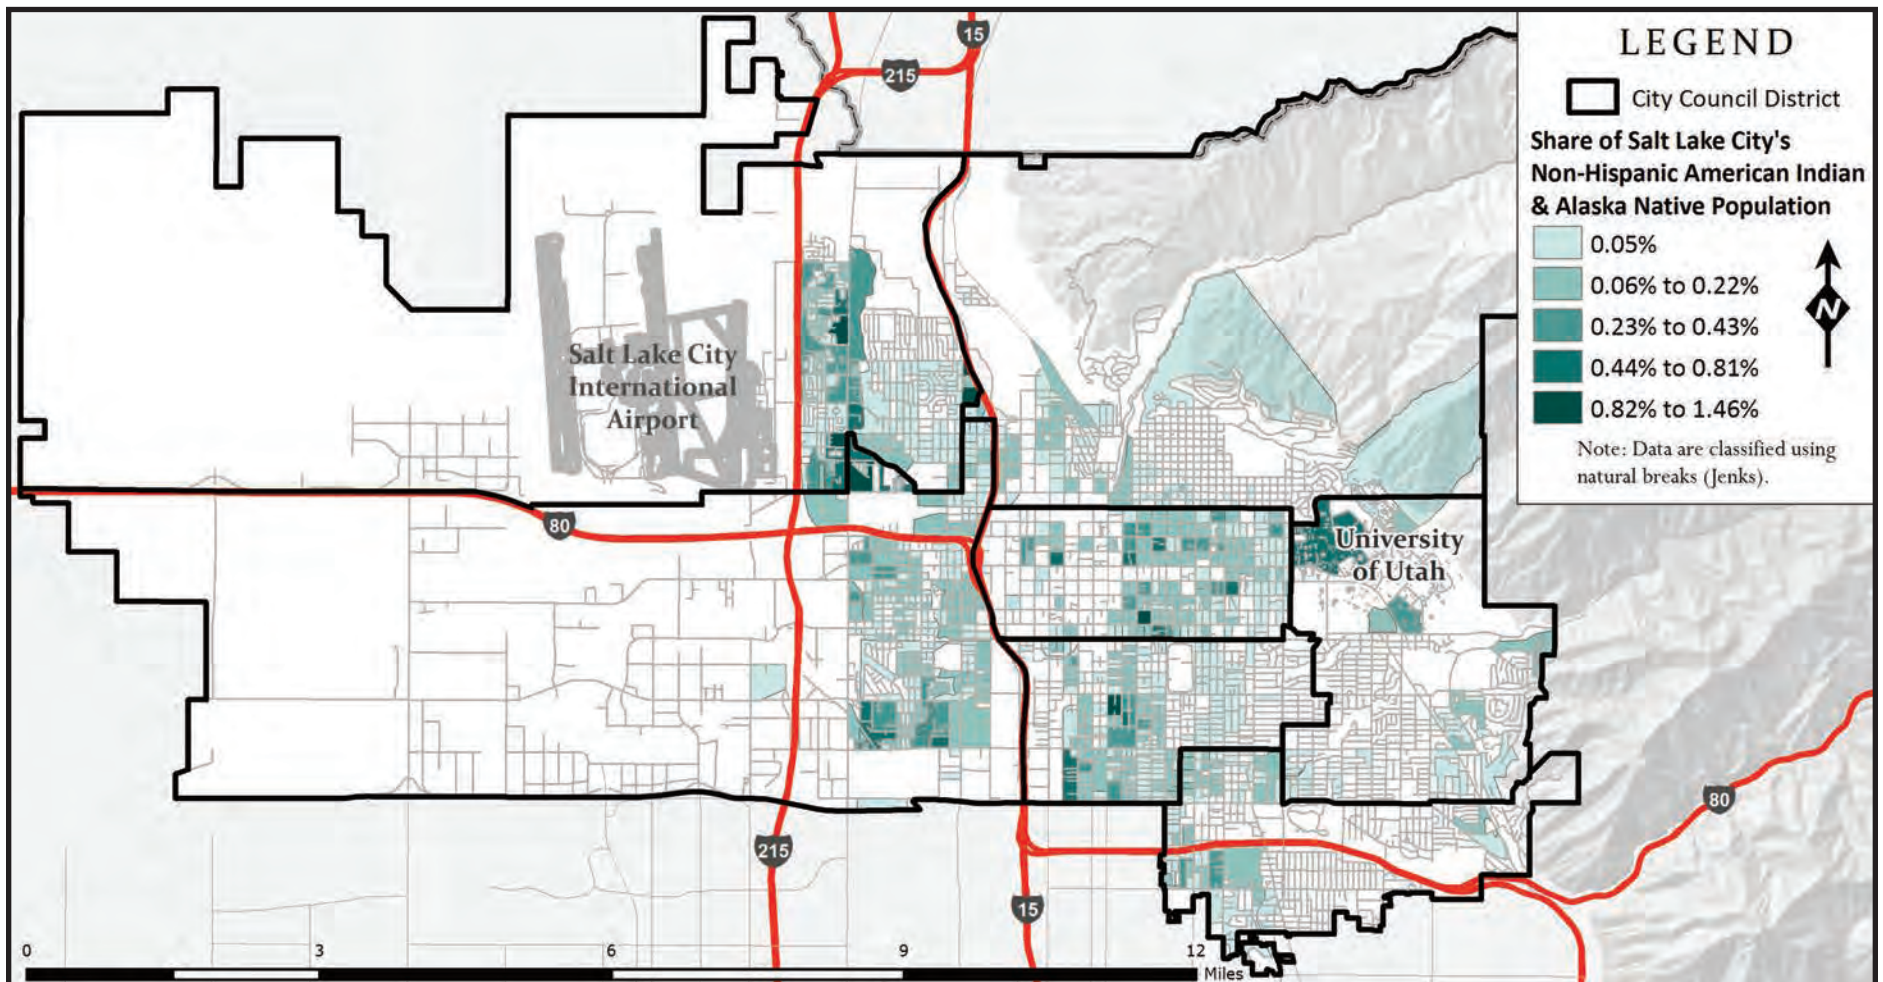 LEGEND
City Council District
Share of Salt Lake City's
Non-Hispanic American Indian
& Alaska Native Population
0.05%
0.06% to 0.22%
0.23% to 0.43%
0.44% to 0.81%
0.82% to 1.46%
N
Note: Data are classified using
natural breaks (Jenks).
15
215
Salt Lake City
International
Airport
80
University
of Utah
80
215
15
0 3 6 9 12
Miles